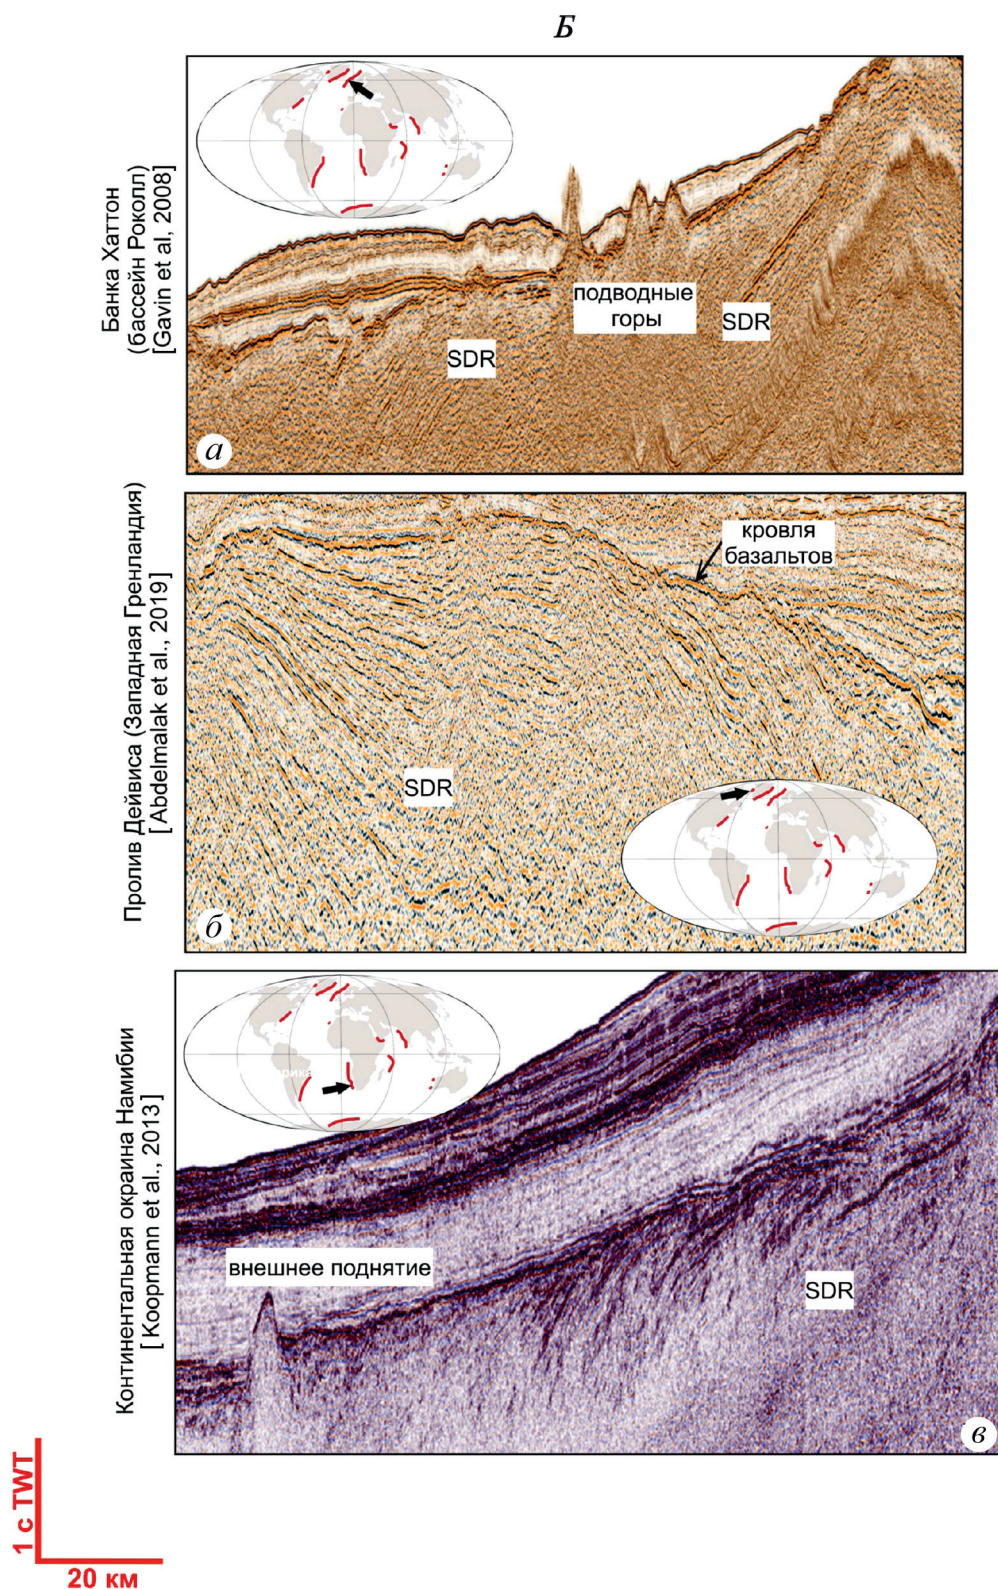 Б
Банка Хаттон
(бассейн Роколл)
[Gavin et al, 2008]
подводные
горы
SDR
SDR
а
Пролив Дейвиса (Западная Гренландия)
[Abdelmalak et al., 2019]
кровля
базальтов
SDR
б
Континентальная окраина Намибии
[ Koopmann et al., 2013]
внешнее поднятие
SDR
в
1 с TWT
20 км